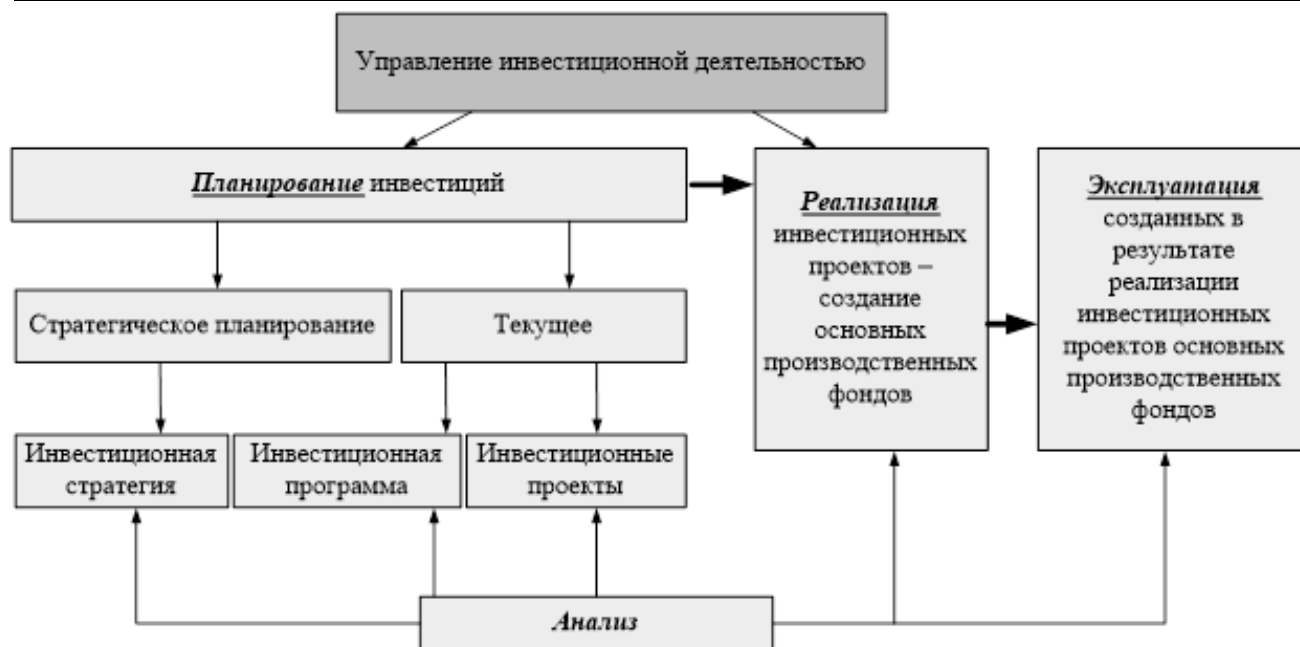 Управление инвестиционной деятельностью
Планирование инвестиций
Реализация
инвестиционных
проектов –
создание
основных
производственных
фондов
Эксплуатация
созданных в
результате
реализации
инвестиционных
проектов основных
производственных
фондов
Стратегическое планирование
Текущее
Инвестиционная
стратегия
Инвестиционная
программа
Инвестиционные
проекты
Анализ